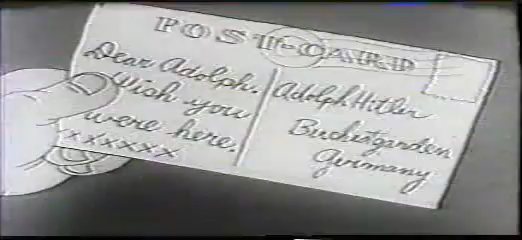 POST-CARD
Dear Adolph.
Wish you
were here,
xxxxxxx
Adolph Hitler
Germany